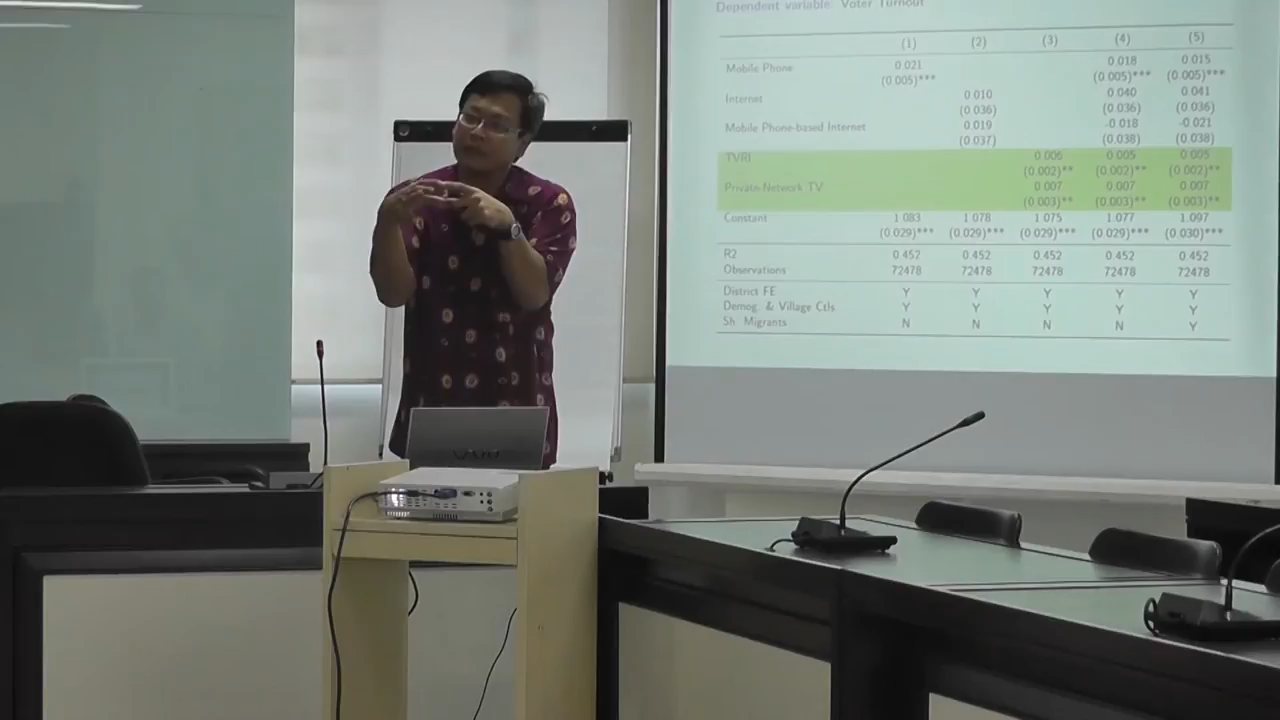 Dependent variable: Voter Turnout
(1) (2) (3) (4) (5)
Mobile Phone 0.021 0.018 0.015
(0.005)*** (0.005)*** (0.005)***
Internet 0.010 0.040 0.041
(0.036) (0.036) (0.036)
Mobile Phone-based Internet 0.019 -0.018 -0.021
(0.037) (0.038) (0.038)
TVRI 0.006 0.005 0.005
(0.002)** (0.002)** (0.002)**
Private Network TV 0.007 0.007 0.007
(0.003)** (0.003)** (0.003)**
Constant 1.083 1.078 1.075 1.077 1.097
(0.029)*** (0.029)*** (0.029)*** (0.029)*** (0.030)***
R2 0.452 0.452 0.452 0.452 0.452
Observations 72478 72478 72478 72478 72478
District FE Y Y Y Y Y
Demog. & Village Ctls Y Y Y Y Y
Sh. Migrants N N N N Y
VAIO